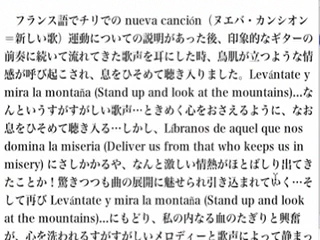 フランス語でチリでの nueva canción（ヌエバ・カンシオン
＝新しい歌）運動についての説明があった後、印象的なギターの
前奏に続いて流れてきた歌声を耳にした時、鳥肌が立つような情
感が呼び起こされ、息をひそめて聴き入りました。Levántate y
mira la montaña (Stand up and look at the mountains)...な
んというすがすがしい歌声…ときめく心をおさえるように、なお
息をひそめて聴き入る…しかし、Líbranos de aquel que nos
domina la miseria (Deliver us from that who keeps us in
misery) にさしかかるや、なんと激しい情熱がほとばしり出てき
たことか！驚きつつも曲の展開に魅せられ引き込まれてゆく…そ
して再び Levántate y mira la montaña (Stand up and look
at the mountains)...にもどり、私の内なる血のたぎりと興奮
が、心を洗われるすがすがしいメロディーと歌声によって静まっ